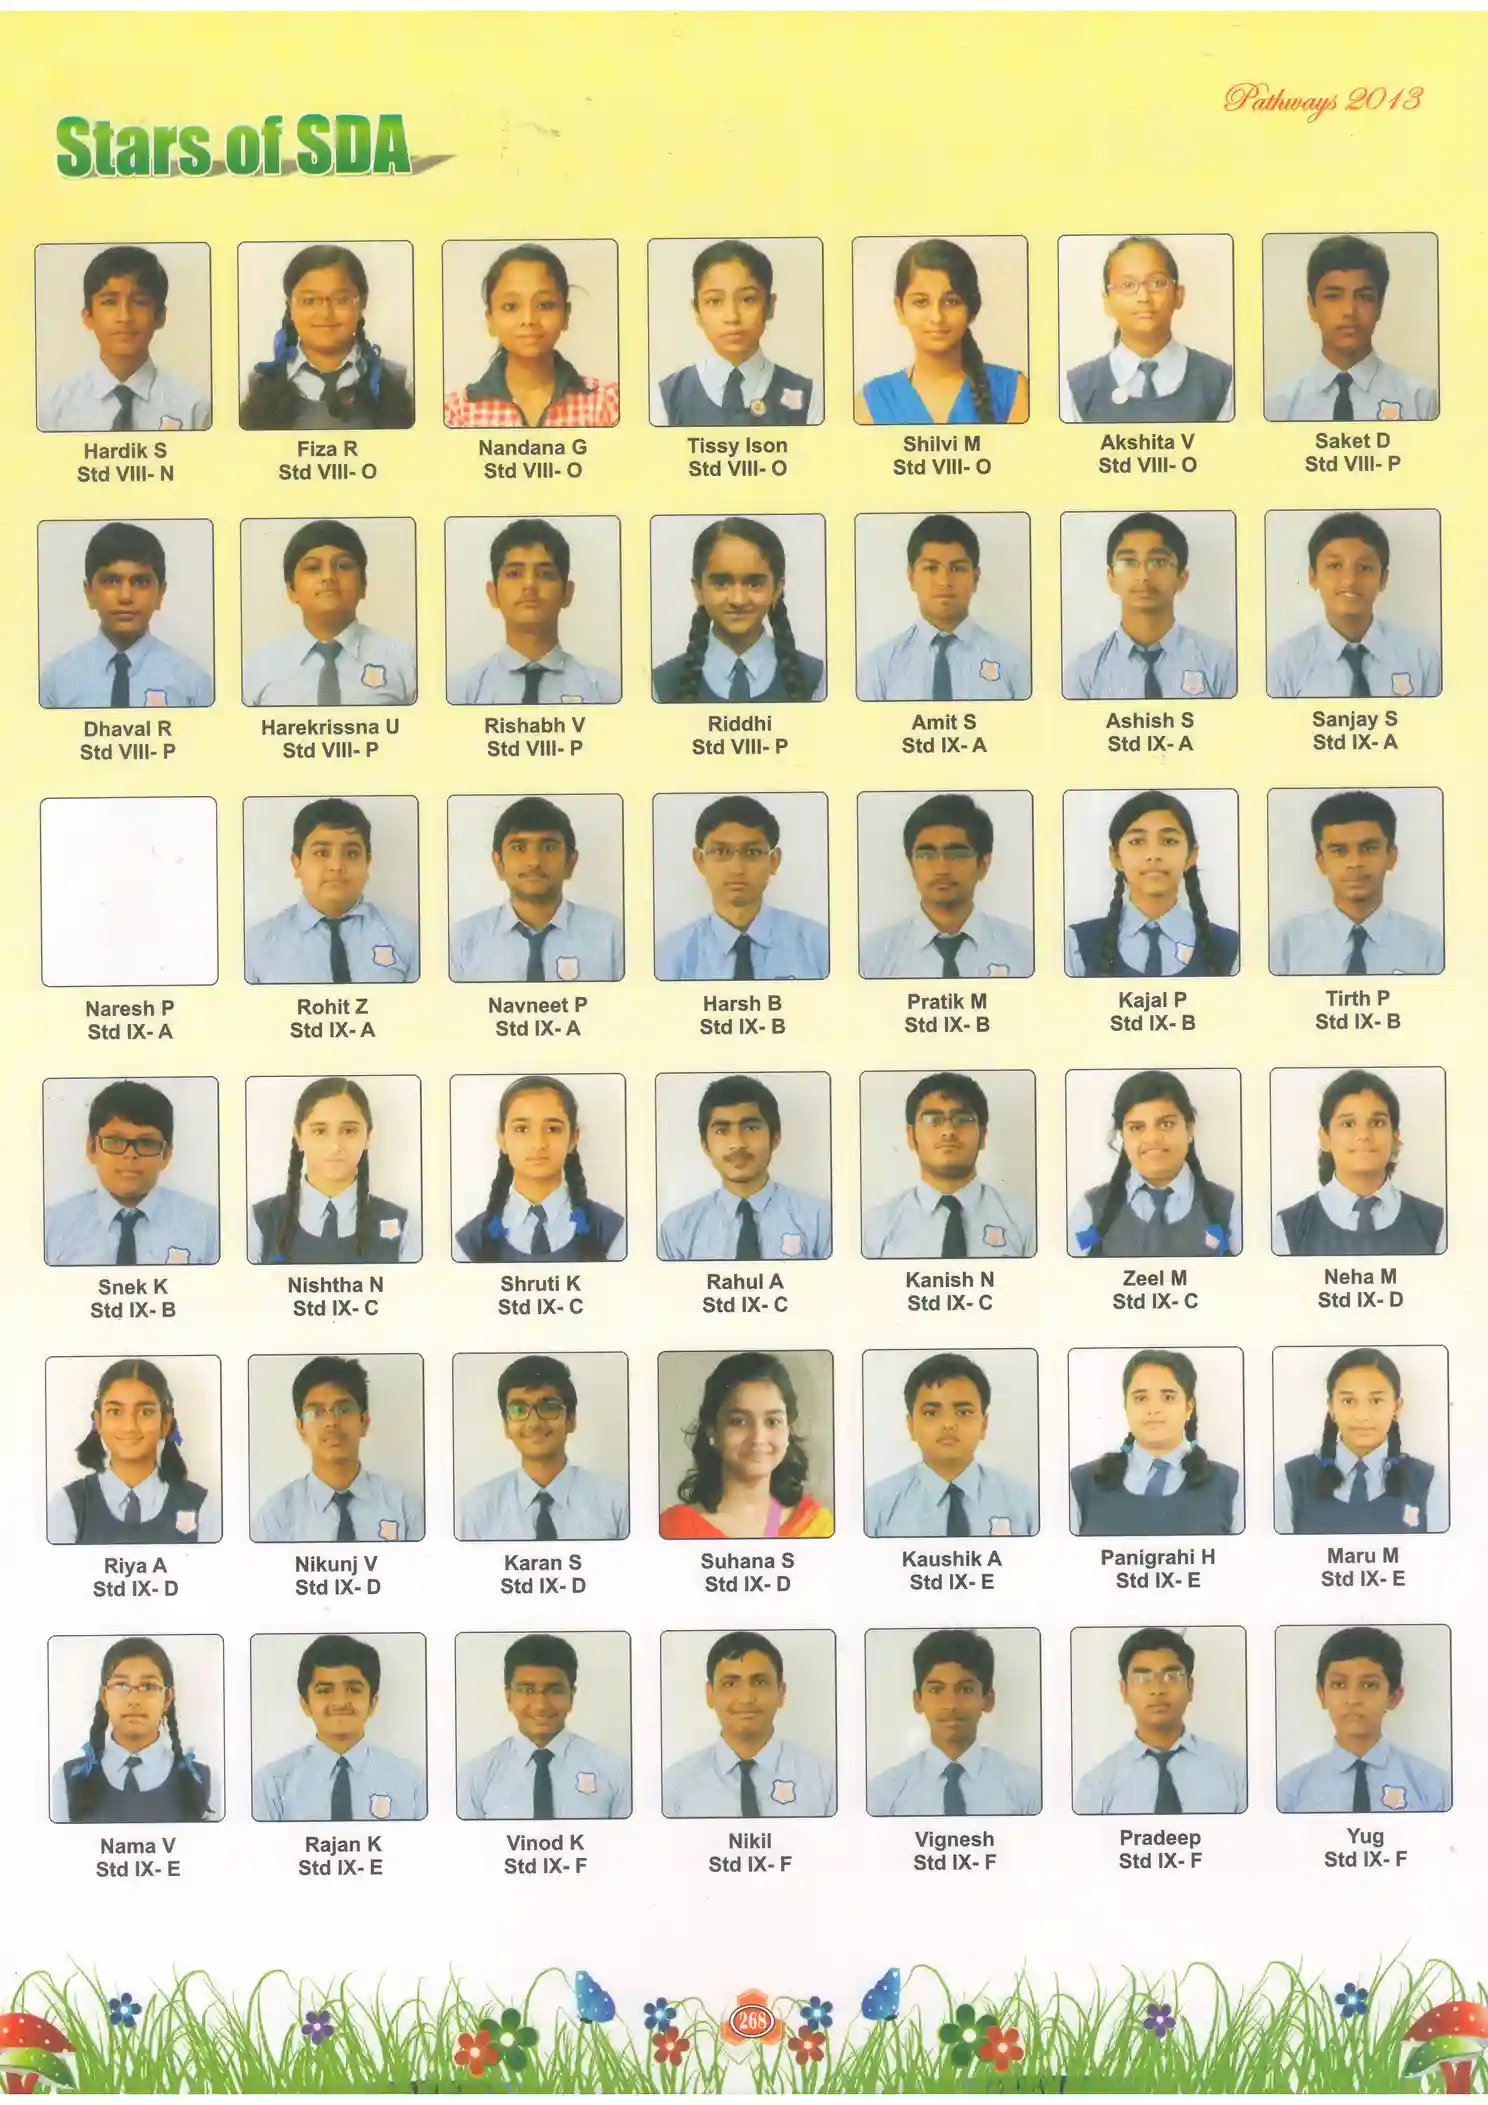 Pathways 2013
Stars of SDA
Hardik S
Std VIII- N
Fiza R
Std VIII- O
Nandana G
Std VIII- O
Tissy Ison
Std VIII- O
Shilvi M
Std VIII- O
Akshita V
Std VIII- O
Saket D
Std VIII- P
Dhaval R
Std VIII- P
Harekrissna U
Std VIII- P
Rishabh V
Std VIII- P
Riddhi
Std VIII- P
Amit S
Std IX- A
Ashish S
Std IX- A
Sanjay S
Std IX- A
Naresh P
Std IX- A
Rohit Z
Std IX- A
Navneet P
Std IX- A
Harsh B
Std IX- B
Pratik M
Std IX- B
Kajal P
Std IX- B
Tirth P
Std IX- B
Snek K
Std IX- B
Nishtha N
Std IX- C
Shruti K
Std IX- C
Rahul A
Std IX- C
Kanish N
Std IX- C
Zeel M
Std IX- C
Neha M
Std IX- D
Riya A
Std IX- D
Nikunj V
Std IX- D
Karan S
Std IX- D
Suhana S
Std IX- D
Kaushik A
Std IX- E
Panigrahi H
Std IX- E
Maru M
Std IX- E
Nama V
Std IX- E
Rajan K
Std IX- E
Vinod K
Std IX- F
Nikil
Std IX- F
Vignesh
Std IX- F
Pradeep
Std IX- F
Yug
Std IX- F
268